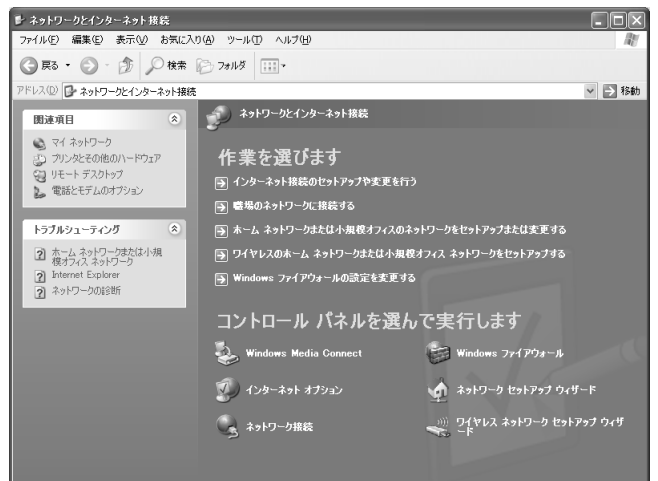 ネットワークとインターネット接続
ファイル(F) 編集(E) 表示(V) お気に入り(A) ツール(T) ヘルプ(H)
戻る 検索 フォルダ
アドレス(D) ネットワークとインターネット接続 移動
関連項目
マイ ネットワーク
プリンタとその他のハードウェア
リモート デスクトップ
電話とモデムのオプション
トラブルシューティング
ホーム ネットワークまたは小規
模オフィス ネットワーク
Internet Explorer
ネットワークの診断
ネットワークとインターネット接続
作業を選びます
インターネット接続のセットアップや変更を行う
職場のネットワークに接続する
ホーム ネットワークまたは小規模オフィスのネットワークをセットアップまたは変更する
ワイヤレスのホーム ネットワークまたは小規模オフィス ネットワークをセットアップする
Windows ファイアウォールの設定を変更する
コントロール パネルを選んで実行します
Windows Media Connect
Windows ファイアウォール
インターネット オプション
ネットワーク セットアップ ウィザード
ネットワーク接続
ワイヤレス ネットワーク セットアップ ウィザ
ード